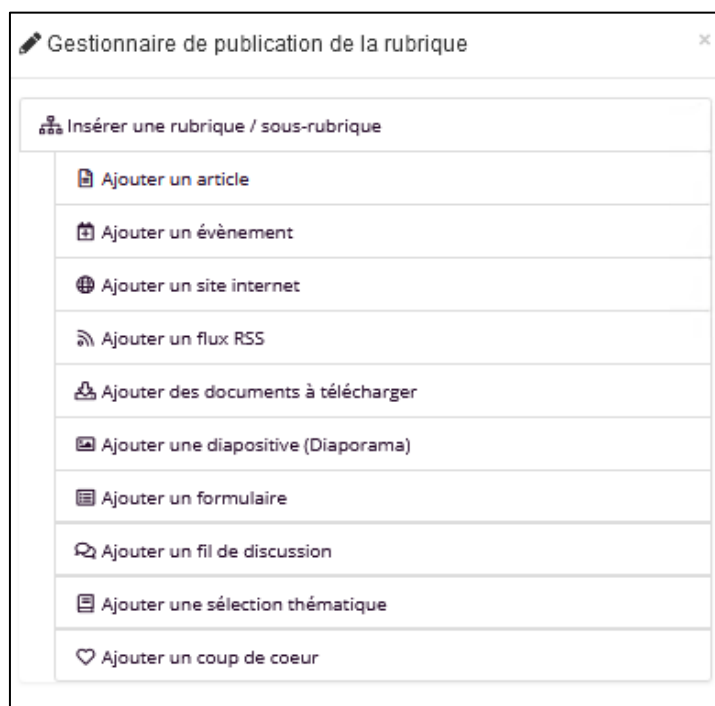 Gestionnaire de publication de la rubrique
×
Insérer une rubrique / sous-rubrique
Ajouter un article
Ajouter un évènement
Ajouter un site internet
Ajouter un flux RSS
Ajouter des documents à télécharger
Ajouter une diapositive (Diaporama)
Ajouter un formulaire
Ajouter un fil de discussion
Ajouter une sélection thématique
Ajouter un coup de coeur